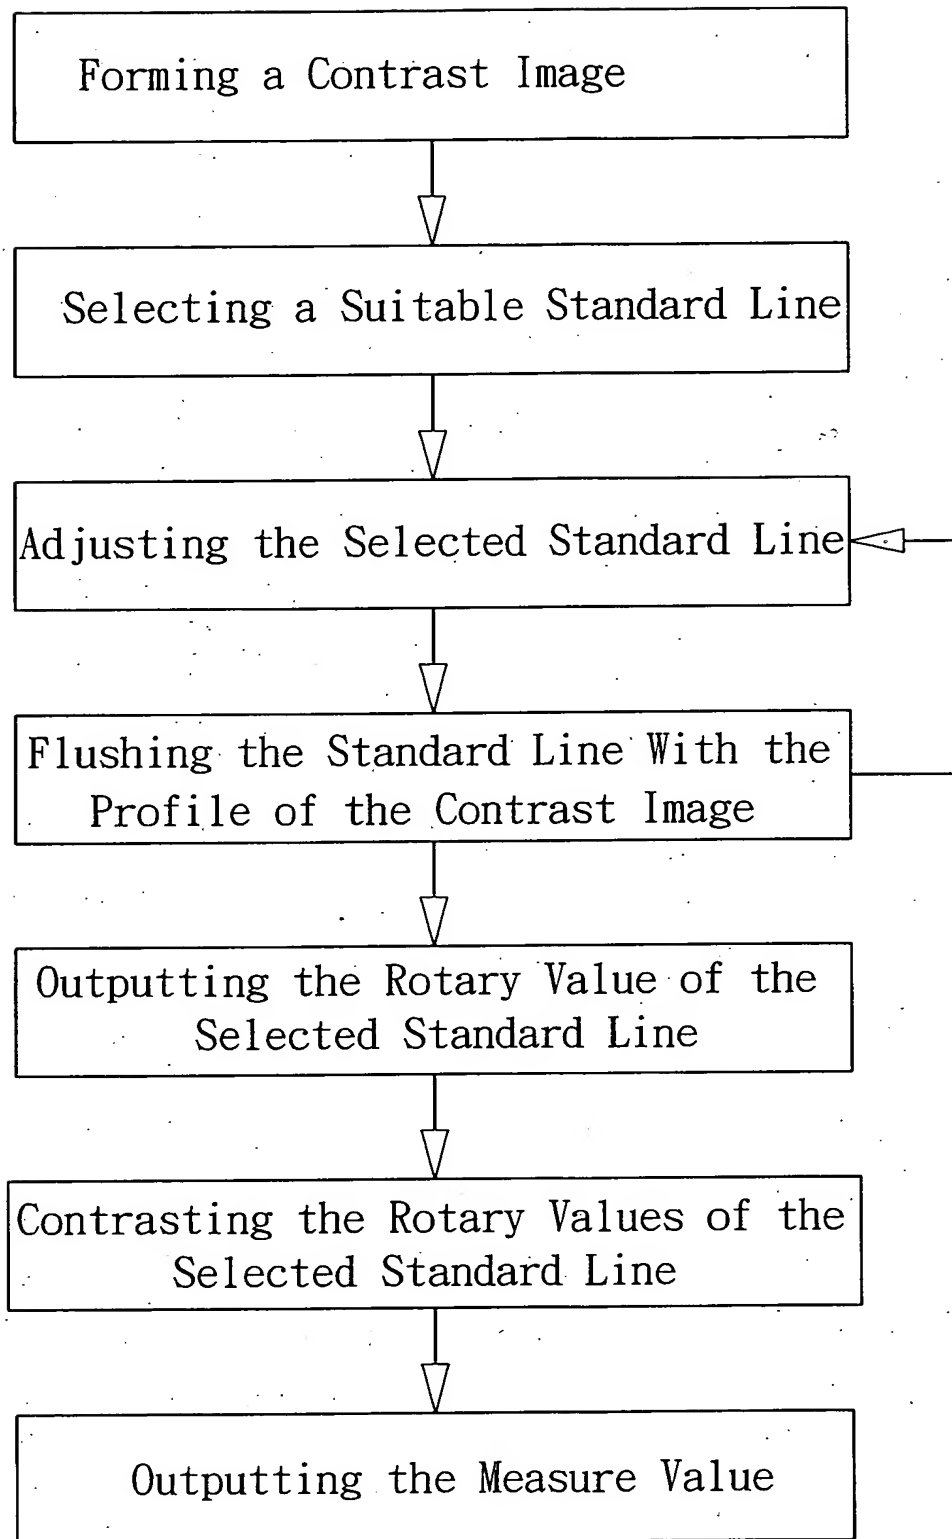 Forming a Contrast Image
Selecting a Suitable Standard Line
Adjusting the Selected Standard Line
Flushing the Standard Line With the
Profile of the Contrast Image
Outputting the Rotary Value of the
Selected Standard Line
Contrasting the Rotary Values of the
Selected Standard Line
Outputting the Measure Value